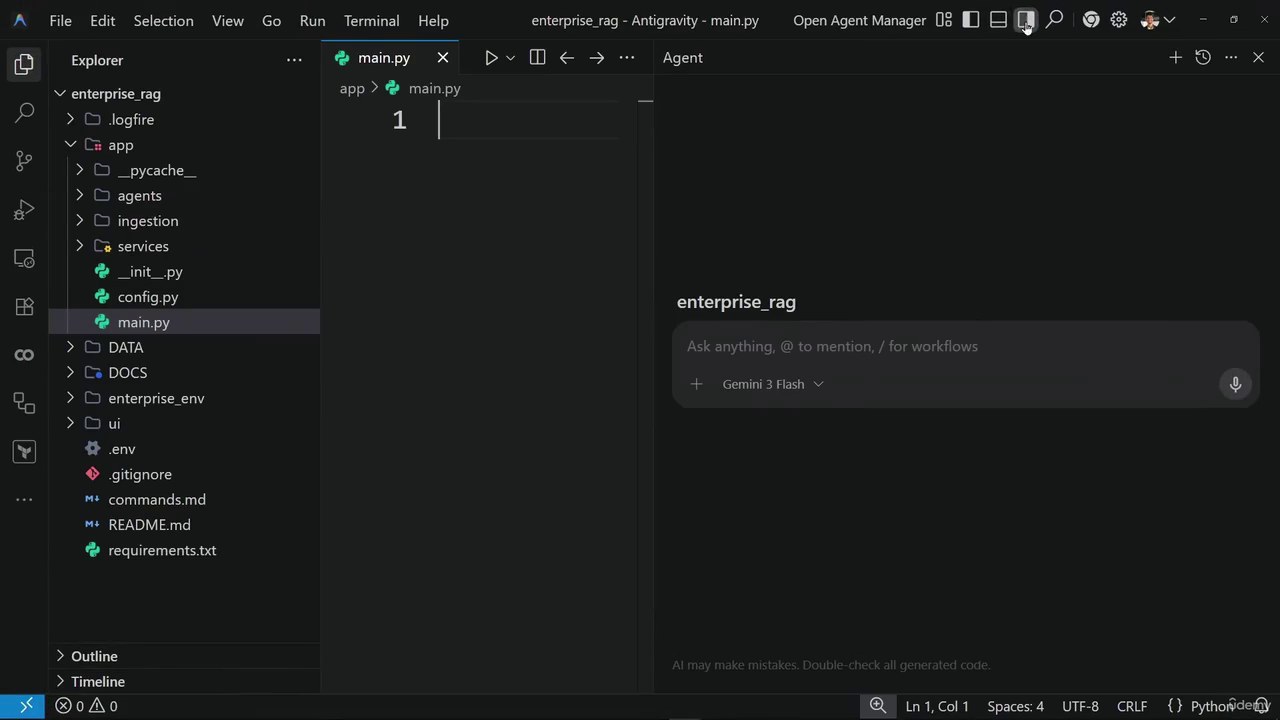 File Edit Selection View Go Run Terminal Help enterprise_rag - Antigravity - main.py Open Agent Manager
Explorer
enterprise_rag
.logfire
app
__pycache__
agents
ingestion
services
__init__.py
config.py
main.py
DATA
DOCS
enterprise_env
ui
.env
.gitignore
commands.md
README.md
requirements.txt
Outline
Timeline
main.py
app > main.py
1
Agent
enterprise_rag
Ask anything, @ to mention, / for workflows
Gemini 3 Flash
AI may make mistakes. Double-check all generated code.
0 0 Ln 1, Col 1 Spaces: 4 UTF-8 CRLF {} Python
ûdemy